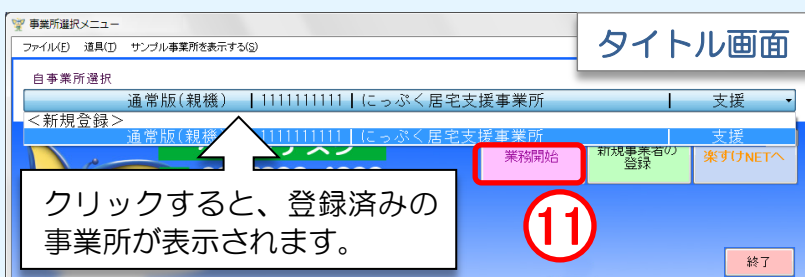 事業所選択メニュー
ファイル(F) 道具(T) サンプル事業所を表示する(S)
タイトル画面
自事業所選択
通常版(親機) | 1111111111 | にっぷく居宅支援事業所 | 支援
<新規登録>
通常版(親機) | 1111111111 | にっぷく居宅支援事業所 | 支援
業務開始
新規事業者の
登録
楽すけNETへ
クリックすると、登録済みの
事業所が表示されます。
⑪
終了